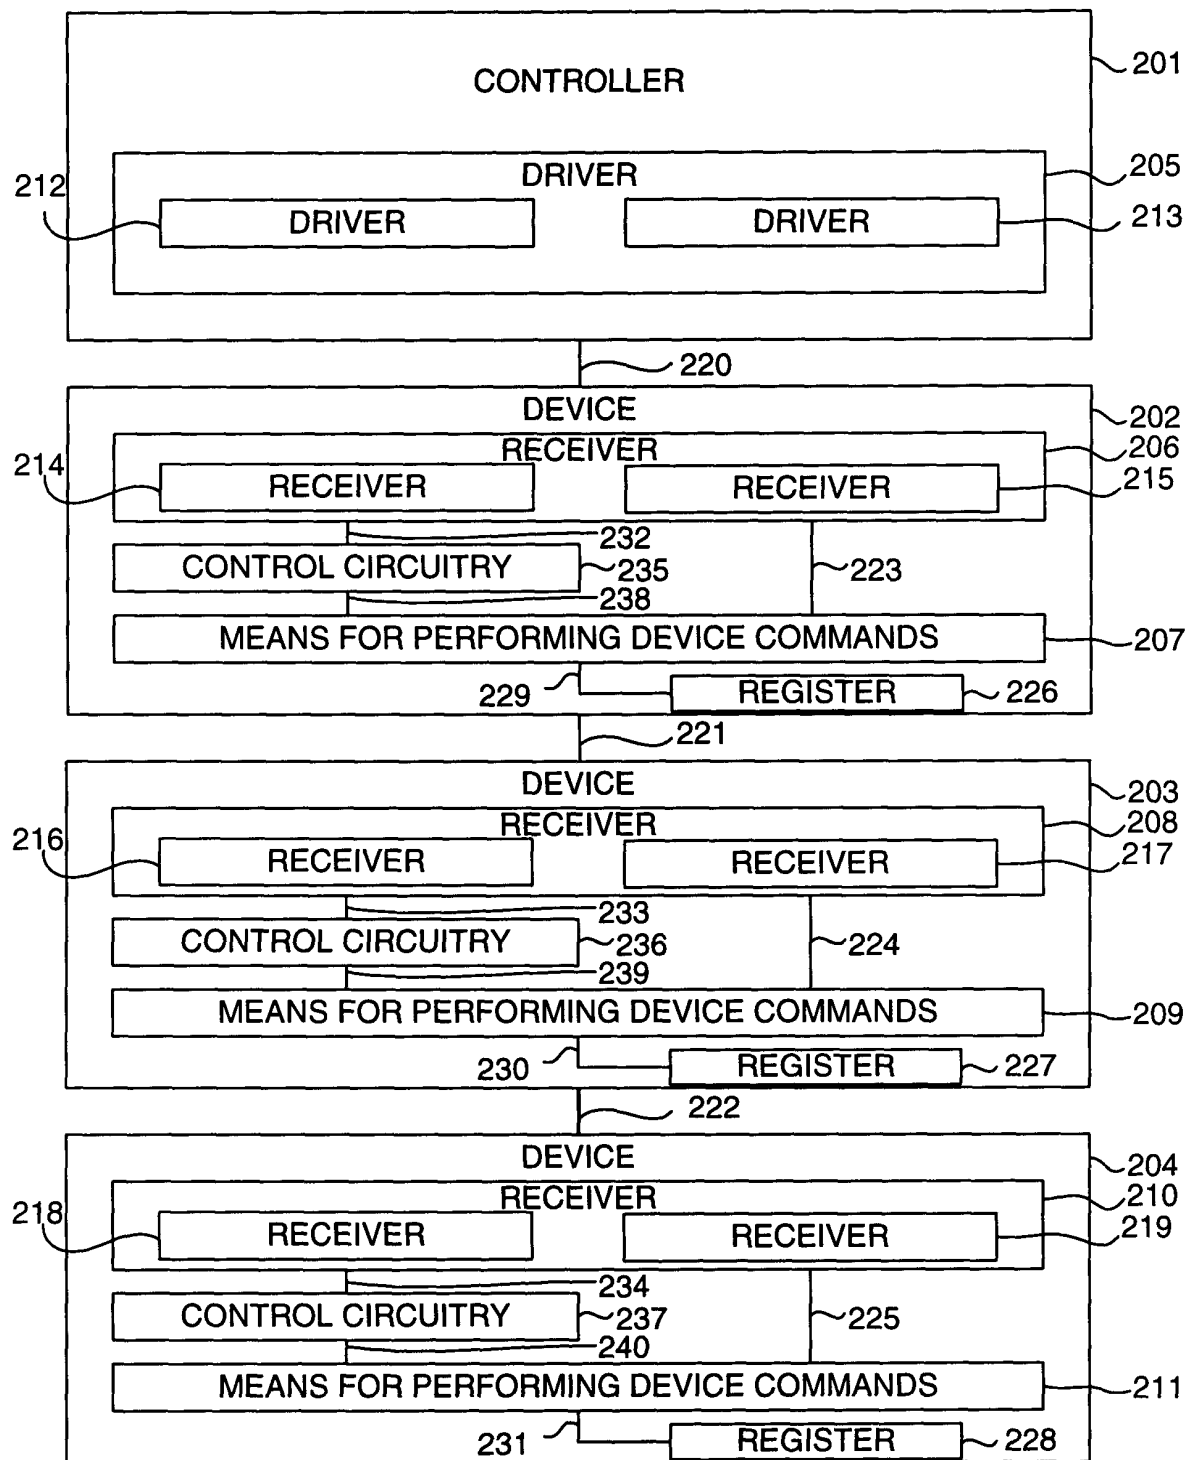 CONTROLLER
201
DRIVER
205
212
DRIVER
DRIVER
213
220
DEVICE
202
RECEIVER
206
214
RECEIVER
RECEIVER
215
232
CONTROL CIRCUITRY
235
223
238
MEANS FOR PERFORMING DEVICE COMMANDS
207
229
REGISTER
226
221
DEVICE
203
RECEIVER
208
216
RECEIVER
RECEIVER
217
233
CONTROL CIRCUITRY
236
224
239
MEANS FOR PERFORMING DEVICE COMMANDS
209
230
REGISTER
227
222
DEVICE
204
RECEIVER
210
218
RECEIVER
RECEIVER
219
234
CONTROL CIRCUITRY
237
225
240
MEANS FOR PERFORMING DEVICE COMMANDS
211
231
REGISTER
228